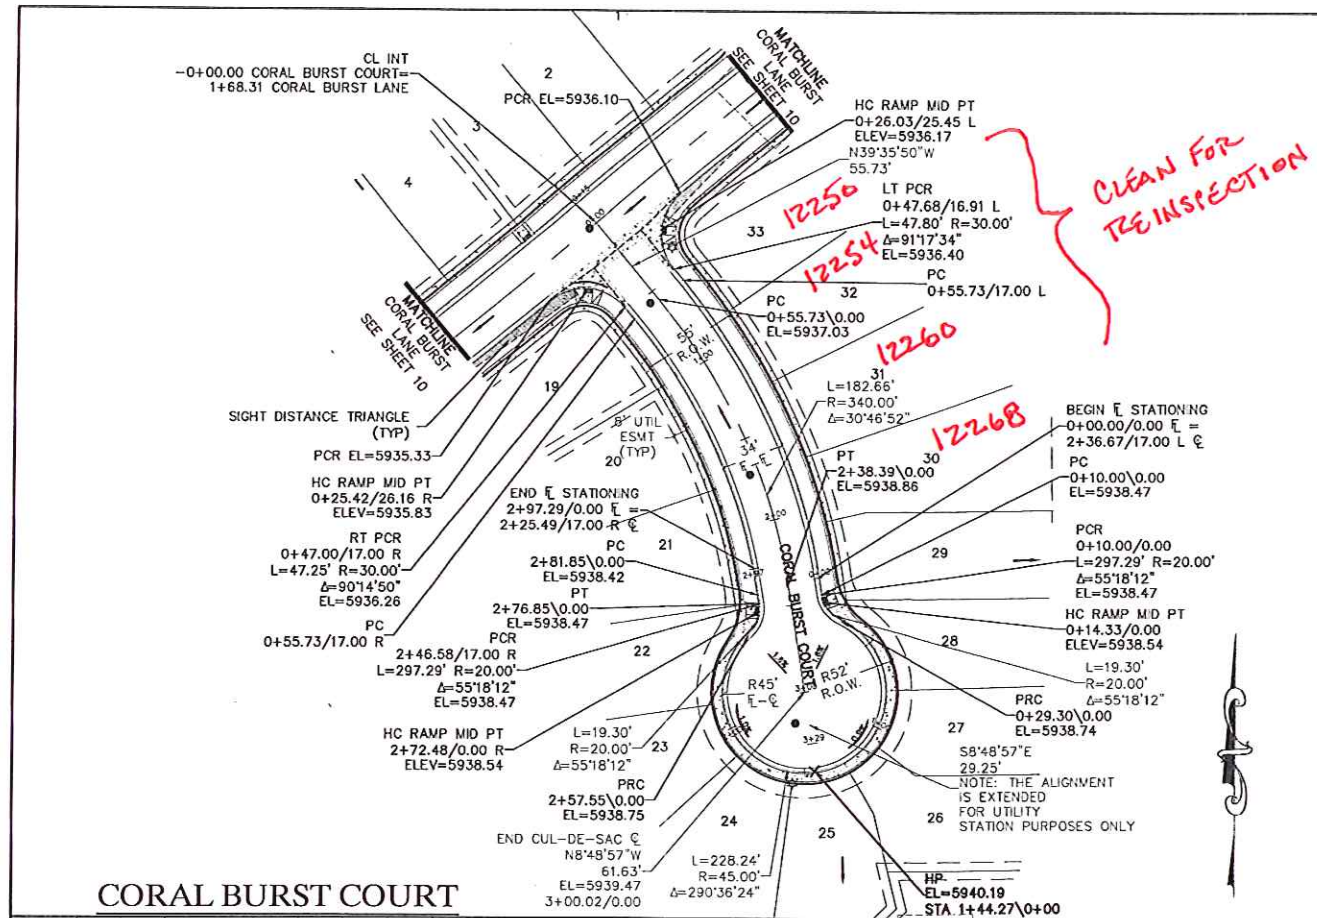 CL INT
-0+00.00 CORAL BURST COURT=
1+68.31 CORAL BURST LANE
2
PCR EL=5936.10
3
4
MATCHLINE
CORAL BURST
LANE
SEE SHEET 10
HC RAMP MID PT
0+26.03/25.45 L
ELEV=5936.17
N39°35'50"W
55.73'
LT PCR
0+47.68/16.91 L
L=47.80' R=30.00'
Δ=91°17'34"
EL=5936.40
PC
0+55.73/17.00 L
CLEAN FOR
REINSPECTION
12250
33
12254
32
PC
0+55.73\0.00
EL=5937.03
12260
31
L=182.66'
R=340.00'
Δ=30°46'52"
12268
30
MATCHLINE
CORAL BURST
LANE
SEE SHEET 10
55'
R.O.W.
1+00
19
SIGHT DISTANCE TRIANGLE
(TYP)
8' UTIL
ESMT
(TYP)
20
34'
PCR EL=5935.33
HC RAMP MID PT
0+25.42/26.16 R
ELEV=5935.83
RT PCR
0+47.00/17.00 R
L=47.25' R=30.00'
Δ=90°14'50"
EL=5936.26
PC
0+55.73/17.00 R
PT
2+38.39\0.00
EL=5938.86
BEGIN FL STATIONING
0+00.00/0.00 FL =
2+36.67/17.00 L CL
PC
0+10.00\0.00
EL=5938.47
END FL STATIONING
2+97.29/0.00 FL =
2+25.49/17.00 R CL
21
PC
2+81.85\0.00
EL=5938.42
PT
2+76.85\0.00
EL=5938.47
2+00
CORAL BURST COURT
29
PCR
0+10.00/0.00
L=297.29' R=20.00'
Δ=55°18'12"
EL=5938.47
HC RAMP MID PT
0+14.33/0.00
ELEV=5938.54
28
PCR
2+46.58/17.00 R
L=297.29' R=20.00'
Δ=55°18'12"
EL=5938.47
22
L=19.30'
R=20.00'
Δ=55°18'12"
R45'
FL-CL
R52'
R.O.W.
PRC
0+29.30\0.00
EL=5938.74
HC RAMP MID PT
2+72.48/0.00 R
ELEV=5938.54
L=19.30'
R=20.00'
Δ=55°18'12"
23
3+29
27
S8°48'57"E
29.25'
NOTE: THE ALIGNMENT
IS EXTENDED
FOR UTILITY
STATION PURPOSES ONLY
26
PRC
2+57.55\0.00
EL=5938.75
24
25
END CUL-DE-SAC CL
N8°48'57"W
61.63'
EL=5939.47
3+00.02/0.00
L=228.24'
R=45.00'
Δ=290°36'24"
HP
EL=5940.19
STA 1+44.27\0+00
CORAL BURST COURT